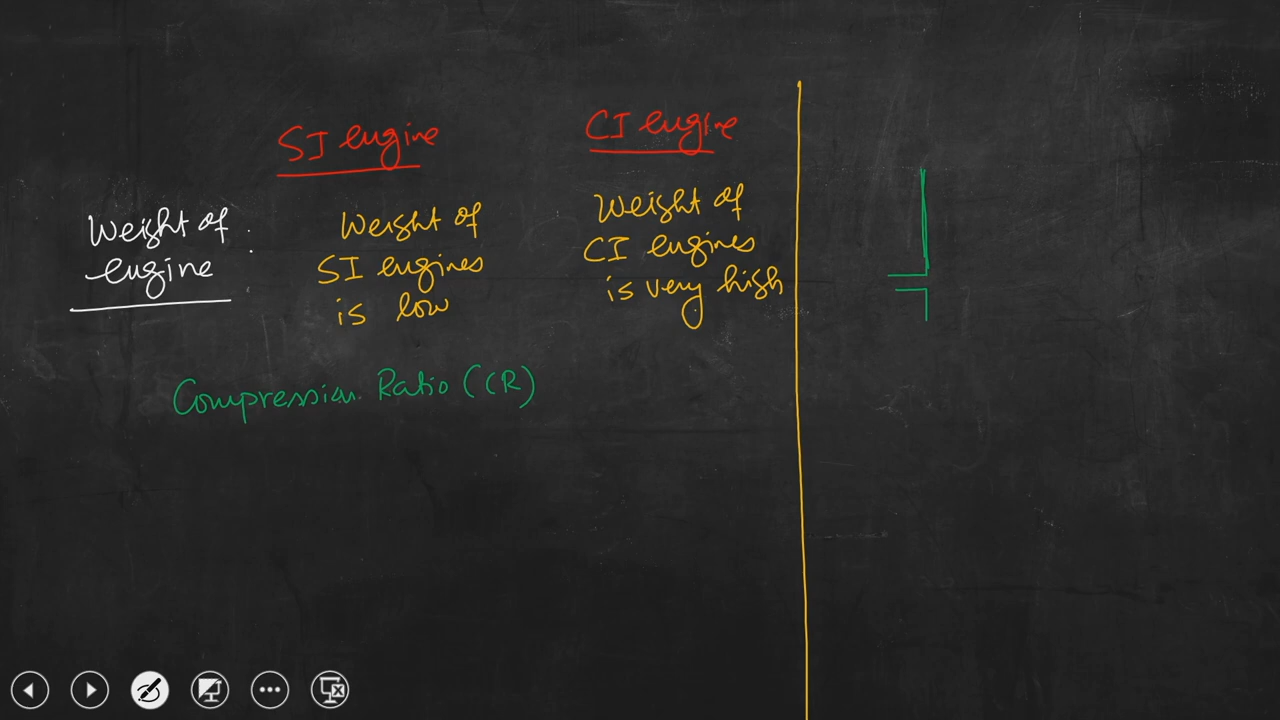 SI engine
CI engine
Weight of
engine :
Weight of
SI engines
is low
Weight of
CI engines
is very high
Compression Ratio (CR)